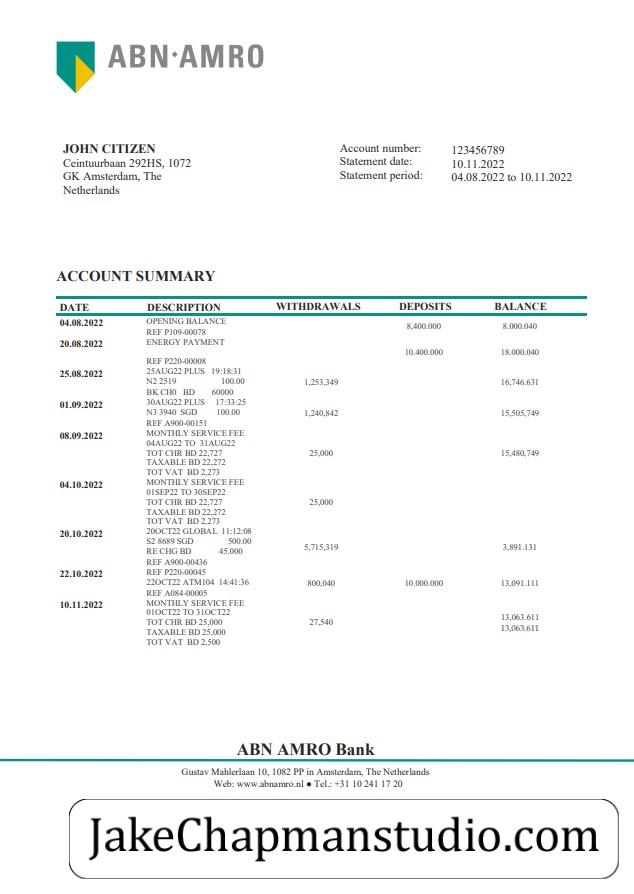 ABN·AMRO
JOHN CITIZEN
Ceintuurbaan 292HS, 1072
GK Amsterdam, The
Netherlands
Account number: 123456789
Statement date: 10.11.2022
Statement period: 04.08.2022 to 10.11.2022
ACCOUNT SUMMARY
DATE DESCRIPTION WITHDRAWALS DEPOSITS BALANCE
04.08.2022 OPENING BALANCE 8,400.000 8.000.040
REF P109-00078
20.08.2022 ENERGY PAYMENT 10.400.000 18.000.040
REF P220-00008
25.08.2022 25AUG22 PLUS 19:18:31
N2 2519 100.00 1,253,349 16,746.631
BK CH0 BD 60000
01.09.2022 30AUG22 PLUS 17:33:25
N3 3940 SGD 100.00 1,240,842 15,505,749
REF A900-00151
08.09.2022 MONTHLY SERVICE FEE
04AUG22 TO 31AUG22
TOT CHR BD 22,727 25,000 15,480,749
TAXABLE BD 22,272
TOT VAT BD 2,273
04.10.2022 MONTHLY SERVICE FEE
01SEP22 TO 30SEP22
TOT CHR BD 22,727 25,000
TAXABLE BD 22,272
TOT VAT BD 2,273
20.10.2022 20OCT22 GLOBAL 11:12:08
S2 8689 SGD 500.00
RE CHG BD 45.000 5,715,319 3,891.131
REF A900-00436
22.10.2022 REF P220-00045
22OCT22 ATM104 14:41:36 800,040 10.000.000 13,091.111
REF A084-00005
10.11.2022 MONTHLY SERVICE FEE
01OCT22 TO 31OCT22 13,063.611
TOT CHR BD 25,000 27,540
TAXABLE BD 25,000 13,063.611
TOT VAT BD 2,500
ABN AMRO Bank
Gustav Mahlerlaan 10, 1082 PP in Amsterdam, The Netherlands
Web: www.abnamro.nl ● Tel.: +31 10 241 17 20
JakeChapmanstudio.com